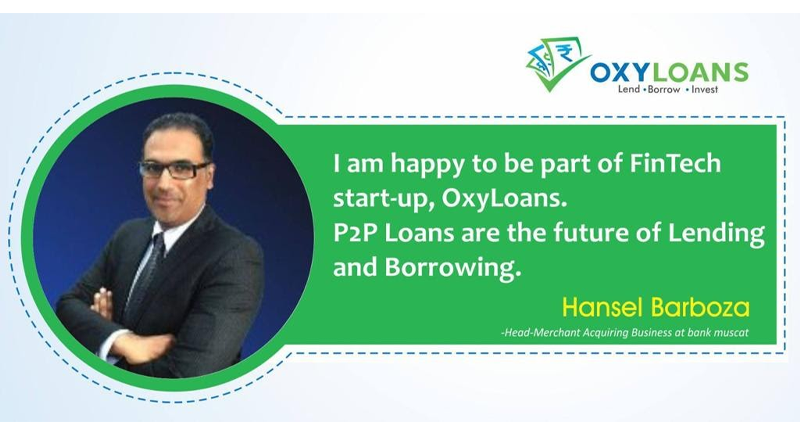 OXYLOANS
Lend • Borrow • Invest
I am happy to be part of FinTech
start-up, OxyLoans.
P2P Loans are the future of Lending
and Borrowing.
Hansel Barboza
-Head-Merchant Acquiring Business at bank muscat